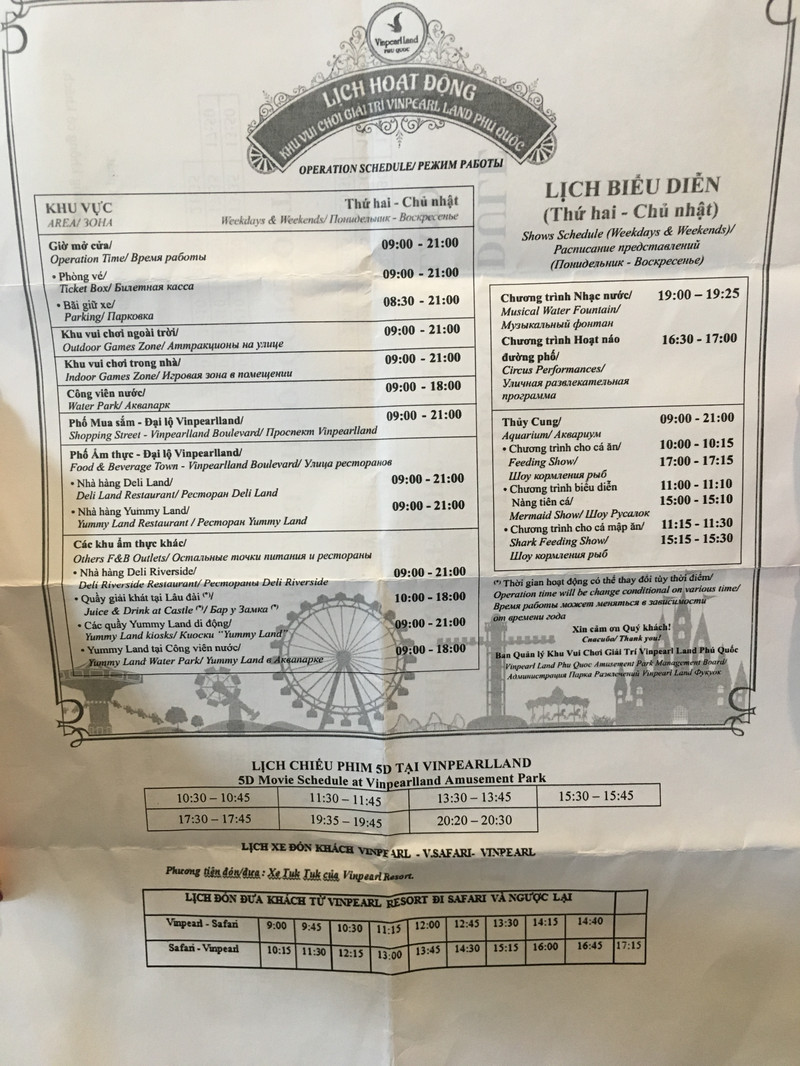 Vinpearl land
PHU QUOC
LỊCH HOẠT ĐỘNG
KHU VUI CHƠI GIẢI TRÍ VINPEARL LAND PHÚ QUỐC
OPERATION SCHEDULE/ РЕЖИМ РАБОТЫ
KHU VỰC Thứ hai - Chủ nhật
AREA/ ЗОНА Weekdays & Weekends/ Понидельник - Воскресенье
Giờ mở cửa/ 09:00 - 21:00
Operation Time/ Время работы
• Phòng vé/ 09:00 - 21:00
Ticket Box/ Билетная касса
• Bãi giữ xe/ 08:30 - 21:00
Parking/ Парковка
Khu vui chơi ngoài trời/ 09:00 - 21:00
Outdoor Games Zone/ Аттракционы на улице
Khu vui chơi trong nhà/ 09:00 - 21:00
Indoor Games Zone/ Игровая зона в помещении
Công viên nước/ 09:00 - 18:00
Water Park/ Аквапарк
Phố Mua sắm - Đại lộ Vinpearlland/ 09:00 - 21:00
Shopping Street - Vinpearlland Boulevard/ Проспект Vinpearlland
Phố Ẩm thực - Đại lộ Vinpearlland/
Food & Beverage Town - Vinpearlland Boulevard/ Улица ресторанов
• Nhà hàng Deli Land/ 09:00 - 21:00
Deli Land Restaurant/ Ресторан Deli Land
• Nhà hàng Yummy Land/ 09:00 - 21:00
Yummy Land Restaurant / Ресторан Yummy Land
Các khu ẩm thực khác/
Others F&B Outlets/ Остальные точки питания и рестораны
• Nhà hàng Deli Riverside/ 09:00 - 21:00
Deli Riverside Restaurant/ Рестораны Deli Riverside
• Quầy giải khát tại Lâu đài (*)/ 10:00 - 18:00
Juice & Drink at Castle (*)/ Бар у Замка (*)
• Các quầy Yummy Land di động/ 09:00 - 21:00
Yummy Land kiosks/ Киоски "Yummy Land"
• Yummy Land tại Công viên nước/ 09:00 - 18:00
Yummy Land Water Park/ Yummy Land в Аквапарке
LỊCH BIỂU DIỄN
(Thứ hai - Chủ nhật)
Shows Schedule (Weekdays & Weekends)/
Расписание представлений
(Понидельник - Воскресенье)
Chương trình Nhạc nước/ 19:00 - 19:25
Musical Water Fountain/
Музыкальный фонтан
Chương trình Hoạt náo 16:30 - 17:00
đường phố/
Circus Performances/
Уличная развлекательная
программа
Thủy Cung/ 09:00 - 21:00
Aquarium/ Аквариум
• Chương trình cho cá ăn/ 10:00 - 10:15
Feeding Show/ 17:00 - 17:15
Шоу кормления рыб
• Chương trình biểu diễn 11:00 - 11:10
Nàng tiên cá/ 15:00 - 15:10
Mermaid Show/ Шоу Русалок
• Chương trình cho cá mập ăn/ 11:15 - 11:30
Shark Feeding Show/ 15:15 - 15:30
Шоу кормления рыб
(*) Thời gian hoạt động có thể thay đổi tùy thời điểm/
Operation time will be change conditional on various time/
Время работы может меняться в зависимости
от времени года
Xin cảm ơn Quý khách!
Спасибо/ Thank you!
Ban Quản lý Khu Vui Chơi Giải Trí Vinpearl Land Phú Quốc
Vinpearl Land Phu Quoc Amusement Park Management Board/
Администрация Парка Развлечений Vinpearl Land Фукуок
LỊCH CHIẾU PHIM 5D TẠI VINPEARLLAND
5D Movie Schedule at Vinpearlland Amusement Park
10:30 – 10:45 11:30 – 11:45 13:30 – 13:45 15:30 – 15:45
17:30 – 17:45 19:35 – 19:45 20:20 – 20:30
LỊCH XE ĐÓN KHÁCH VINPEARL - V.SAFARI- VINPEARL
Phương tiện đón/đưa : Xe Tuk Tuk của Vinpearl Resort.
LỊCH ĐÓN ĐƯA KHÁCH TỪ VINPEARL RESORT ĐI SAFARI VÀ NGƯỢC LẠI
Vinpearl - Safari 9:00 9:45 10:30 11:15 12:00 12:45 13:30 14:15 14:40
Safari - Vinpearl 10:15 11:30 12:15 13:00 13:45 14:30 15:15 16:00 16:45 17:15